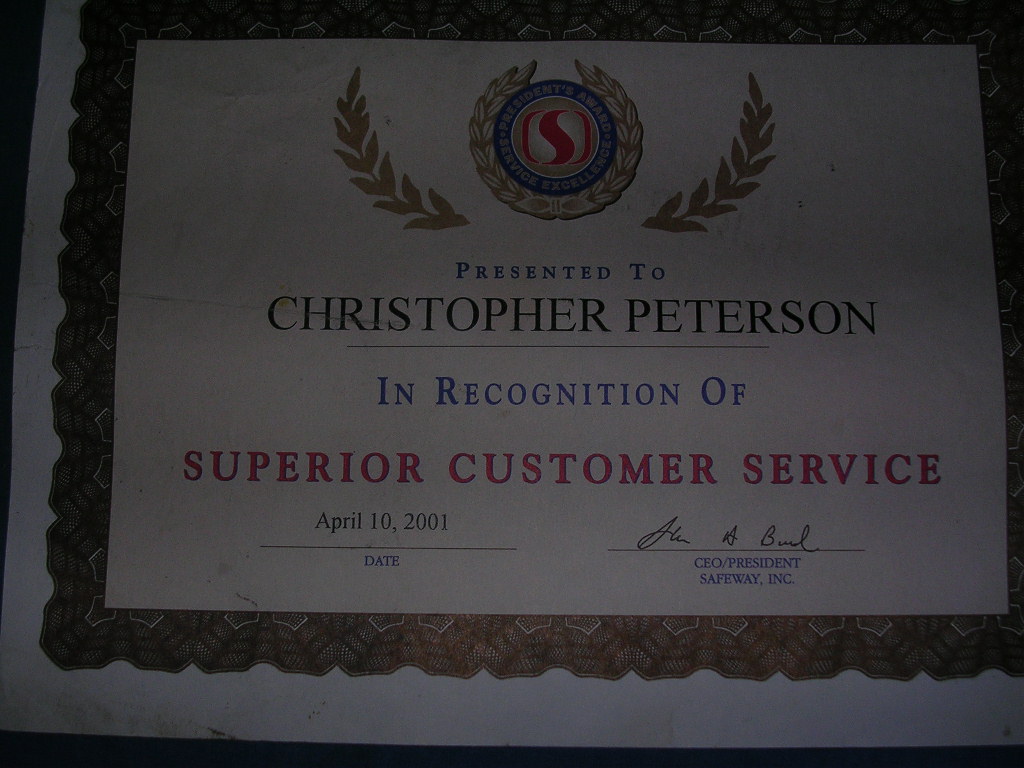 PRESIDENT'S AWARD
SERVICE EXCELLENCE
S
PRESENTED TO
CHRISTOPHER PETERSON
IN RECOGNITION OF
SUPERIOR CUSTOMER SERVICE
April 10, 2001
DATE
CEO/PRESIDENT
SAFEWAY, INC.